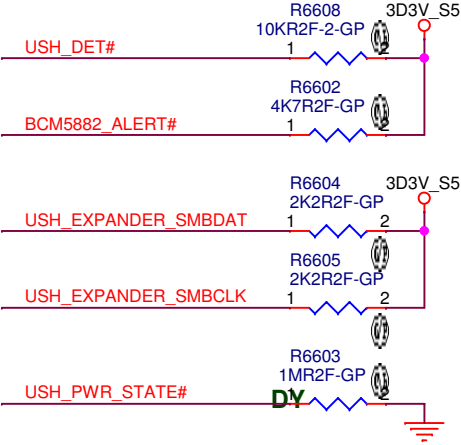 R6608 3D3V_S5
10KR2F-2-GP
USH_DET# 1 2
R6602
4K7R2F-GP
BCM5882_ALERT# 1 2
R6604 3D3V_S5
2K2R2F-GP
USH_EXPANDER_SMBDAT 1 2
R6605
2K2R2F-GP
USH_EXPANDER_SMBCLK 1 2
R6603
1MR2F-GP
USH_PWR_STATE# 1 2
DY